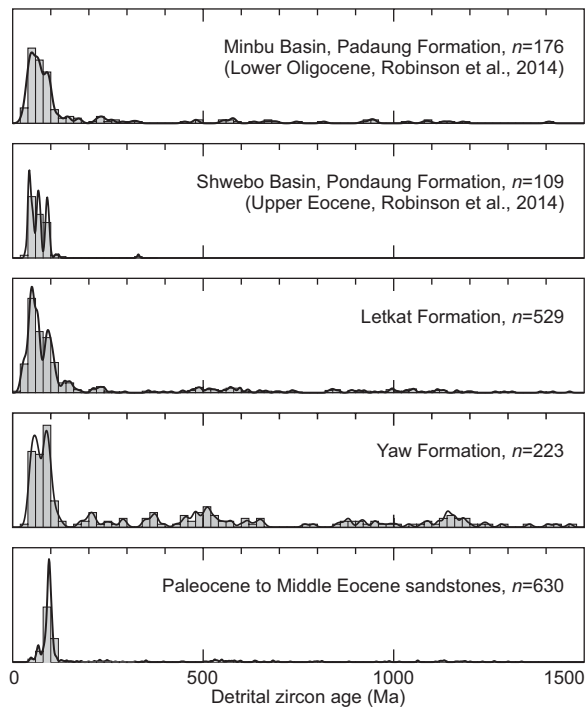 Minbu Basin, Padaung Formation, n=176
(Lower Oligocene, Robinson et al., 2014)
Shwebo Basin, Pondaung Formation, n=109
(Upper Eocene, Robinson et al., 2014)
Letkat Formation, n=529
Yaw Formation, n=223
Paleocene to Middle Eocene sandstones, n=630
0 500 1000 1500
Detrital zircon age (Ma)